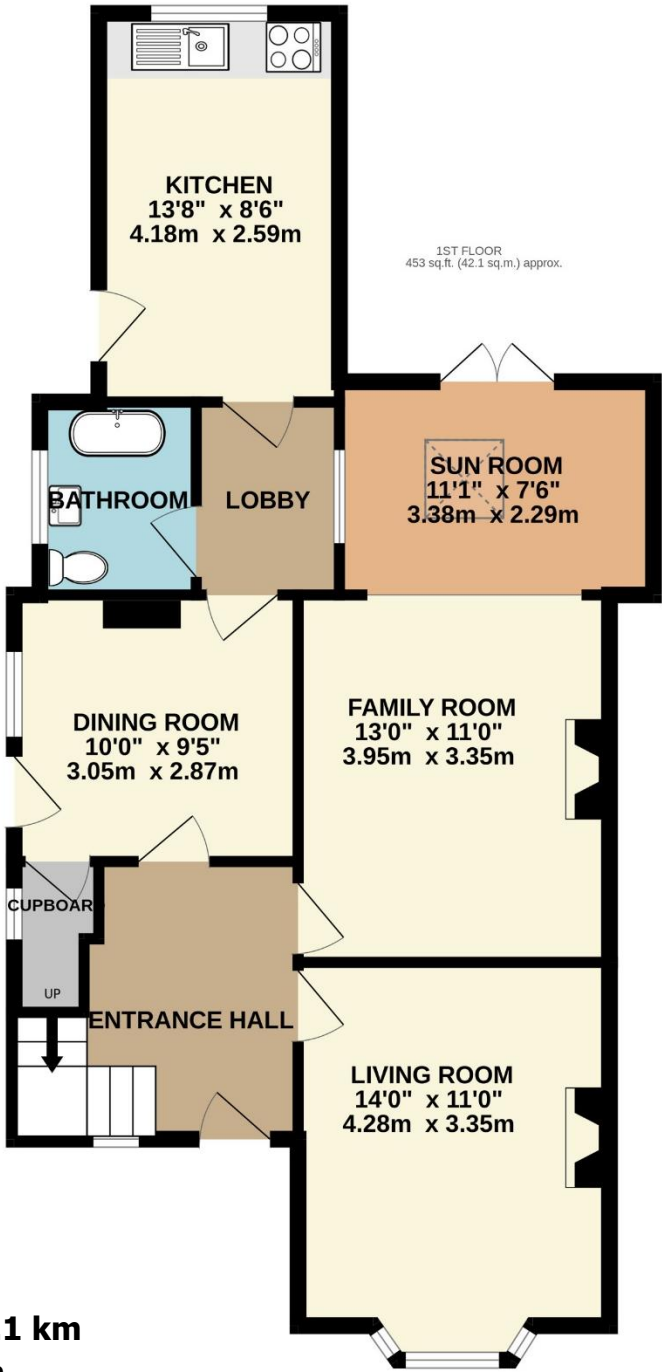 KITCHEN
13'8" x 8'6"
4.18m x 2.59m
1ST FLOOR
453 sq.ft. (42.1 sq.m.) approx.
SUN ROOM
11'1" x 7'6"
3.38m x 2.29m
BATHROOM
LOBBY
DINING ROOM
10'0" x 9'5"
3.05m x 2.87m
FAMILY ROOM
13'0" x 11'0"
3.95m x 3.35m
CUPBOARD
UP
ENTRANCE HALL
LIVING ROOM
14'0" x 11'0"
4.28m x 3.35m
1 km